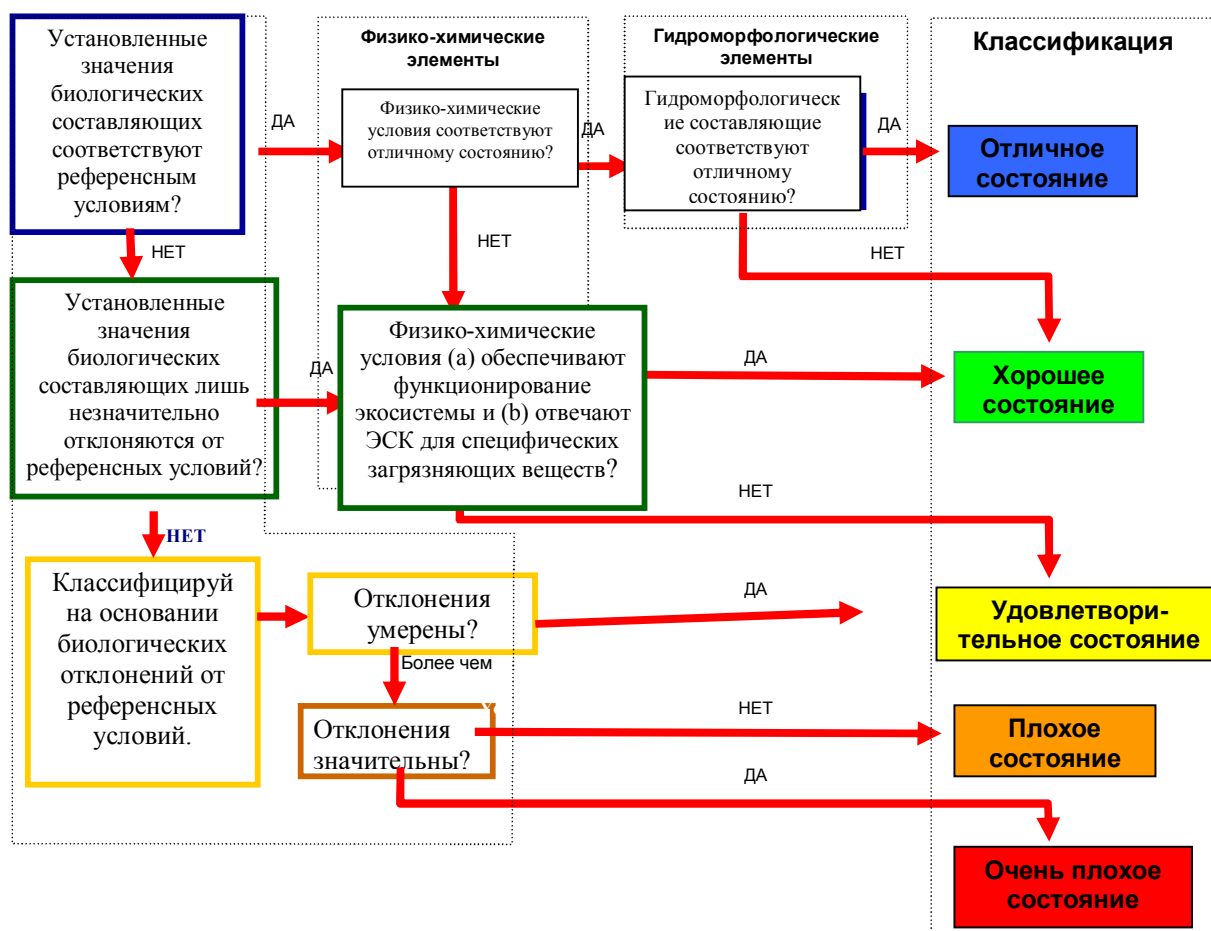 Установленные
значения
биологических
составляющих
соответствуют
референсным
условиям?
ДА
Физико-химические
элементы
Физико-химические
условия соответствуют
отличному состоянию?
ДА
Гидроморфологические
элементы
Гидроморфологическ
ие составляющие
соответствуют
отличному
состоянию?
ДА
Классификация
Отличное
состояние
НЕТ
НЕТ
НЕТ
Установленные
значения
биологических
составляющих лишь
незначительно
отклоняются от
референсных условий?
ДА
Физико-химические
условия (a) обеспечивают
функционирование
экосистемы и (b) отвечают
ЭСК для специфических
загрязняющих веществ?
ДА
Хорошее
состояние
НЕТ
НЕТ
Классифицируй
на основании
биологических
отклонений от
референсных
условий.
Отклонения
умерены?
ДА
Удовлетвори-
тельное состояние
Более чем
Отклонения
значительны?
НЕТ
Плохое
состояние
ДА
Очень плохое
состояние